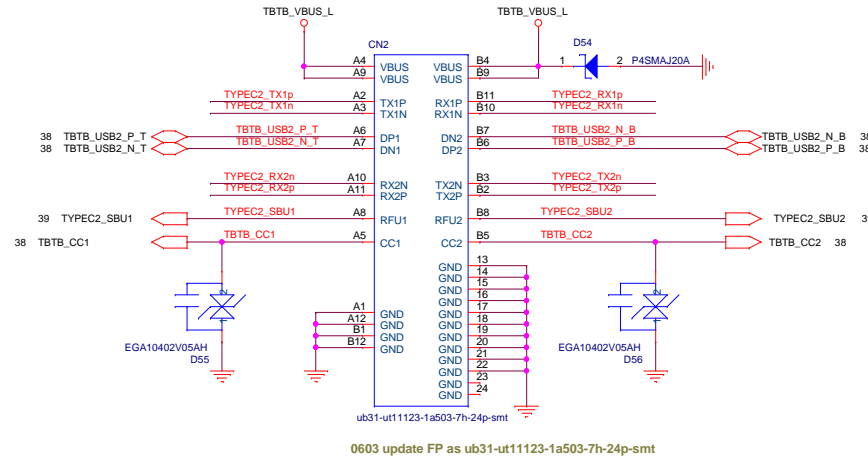 TBTB_VBUS_L TBTB_VBUS_L
CN2 D54
A4 VBUS VBUS B4 1 2 P4SMAJ20A
A9 VBUS VBUS B9
TYPEC2_TX1p A2 TX1P RX1P B11 TYPEC2_RX1p
TYPEC2_TX1n A3 TX1N RX1N B10 TYPEC2_RX1n
38 TBTB_USB2_P_T TBTB_USB2_P_T A6 DP1 DN2 B7 TBTB_USB2_N_B TBTB_USB2_N_B 38
38 TBTB_USB2_N_T TBTB_USB2_N_T A7 DN1 DP2 B6 TBTB_USB2_P_B TBTB_USB2_P_B 38
TYPEC2_RX2n A10 RX2N TX2N B3 TYPEC2_TX2n
TYPEC2_RX2p A11 RX2P TX2P B2 TYPEC2_TX2p
39 TYPEC2_SBU1 TYPEC2_SBU1 A8 RFU1 RFU2 B8 TYPEC2_SBU2 TYPEC2_SBU2
38 TBTB_CC1 TBTB_CC1 A5 CC1 CC2 B5 TBTB_CC2 TBTB_CC2 38
GND 13
GND 14
GND 15
GND 16
A1 GND GND 17
A12 GND GND 18
B1 GND GND 19
B12 GND GND 20
GND 21
GND 22
GND 23
GND 24
1 2
EGA10402V05AH
D55
1 2
EGA10402V05AH
D56
ub31-ut11123-1a503-7h-24p-smt
0603 update FP as ub31-ut11123-1a503-7h-24p-smt